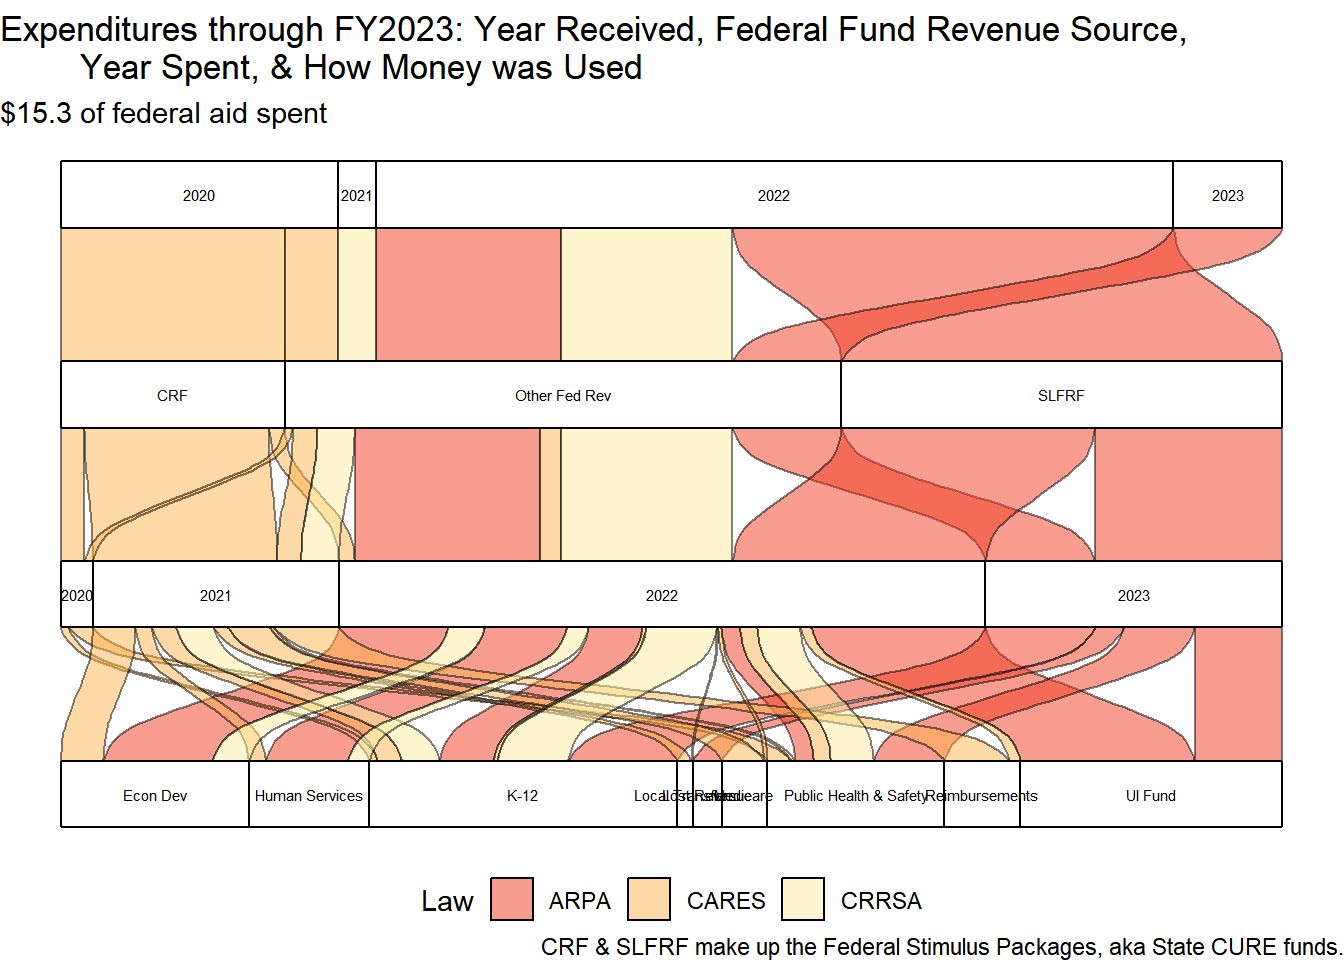 Expenditures through FY2023: Year Received, Federal Fund Revenue Source,
Year Spent, & How Money was Used
$15.3 of federal aid spent
2020 2021 2022 2023
CRF Other Fed Rev SLFRF
2020 2021 2022 2023
Econ Dev Human Services K-12 Local Public Health & Safety Reimbursements UI Fund
Law ARPA CARES CRRSA
CRF & SLFRF make up the Federal Stimulus Packages, aka State CURE funds.